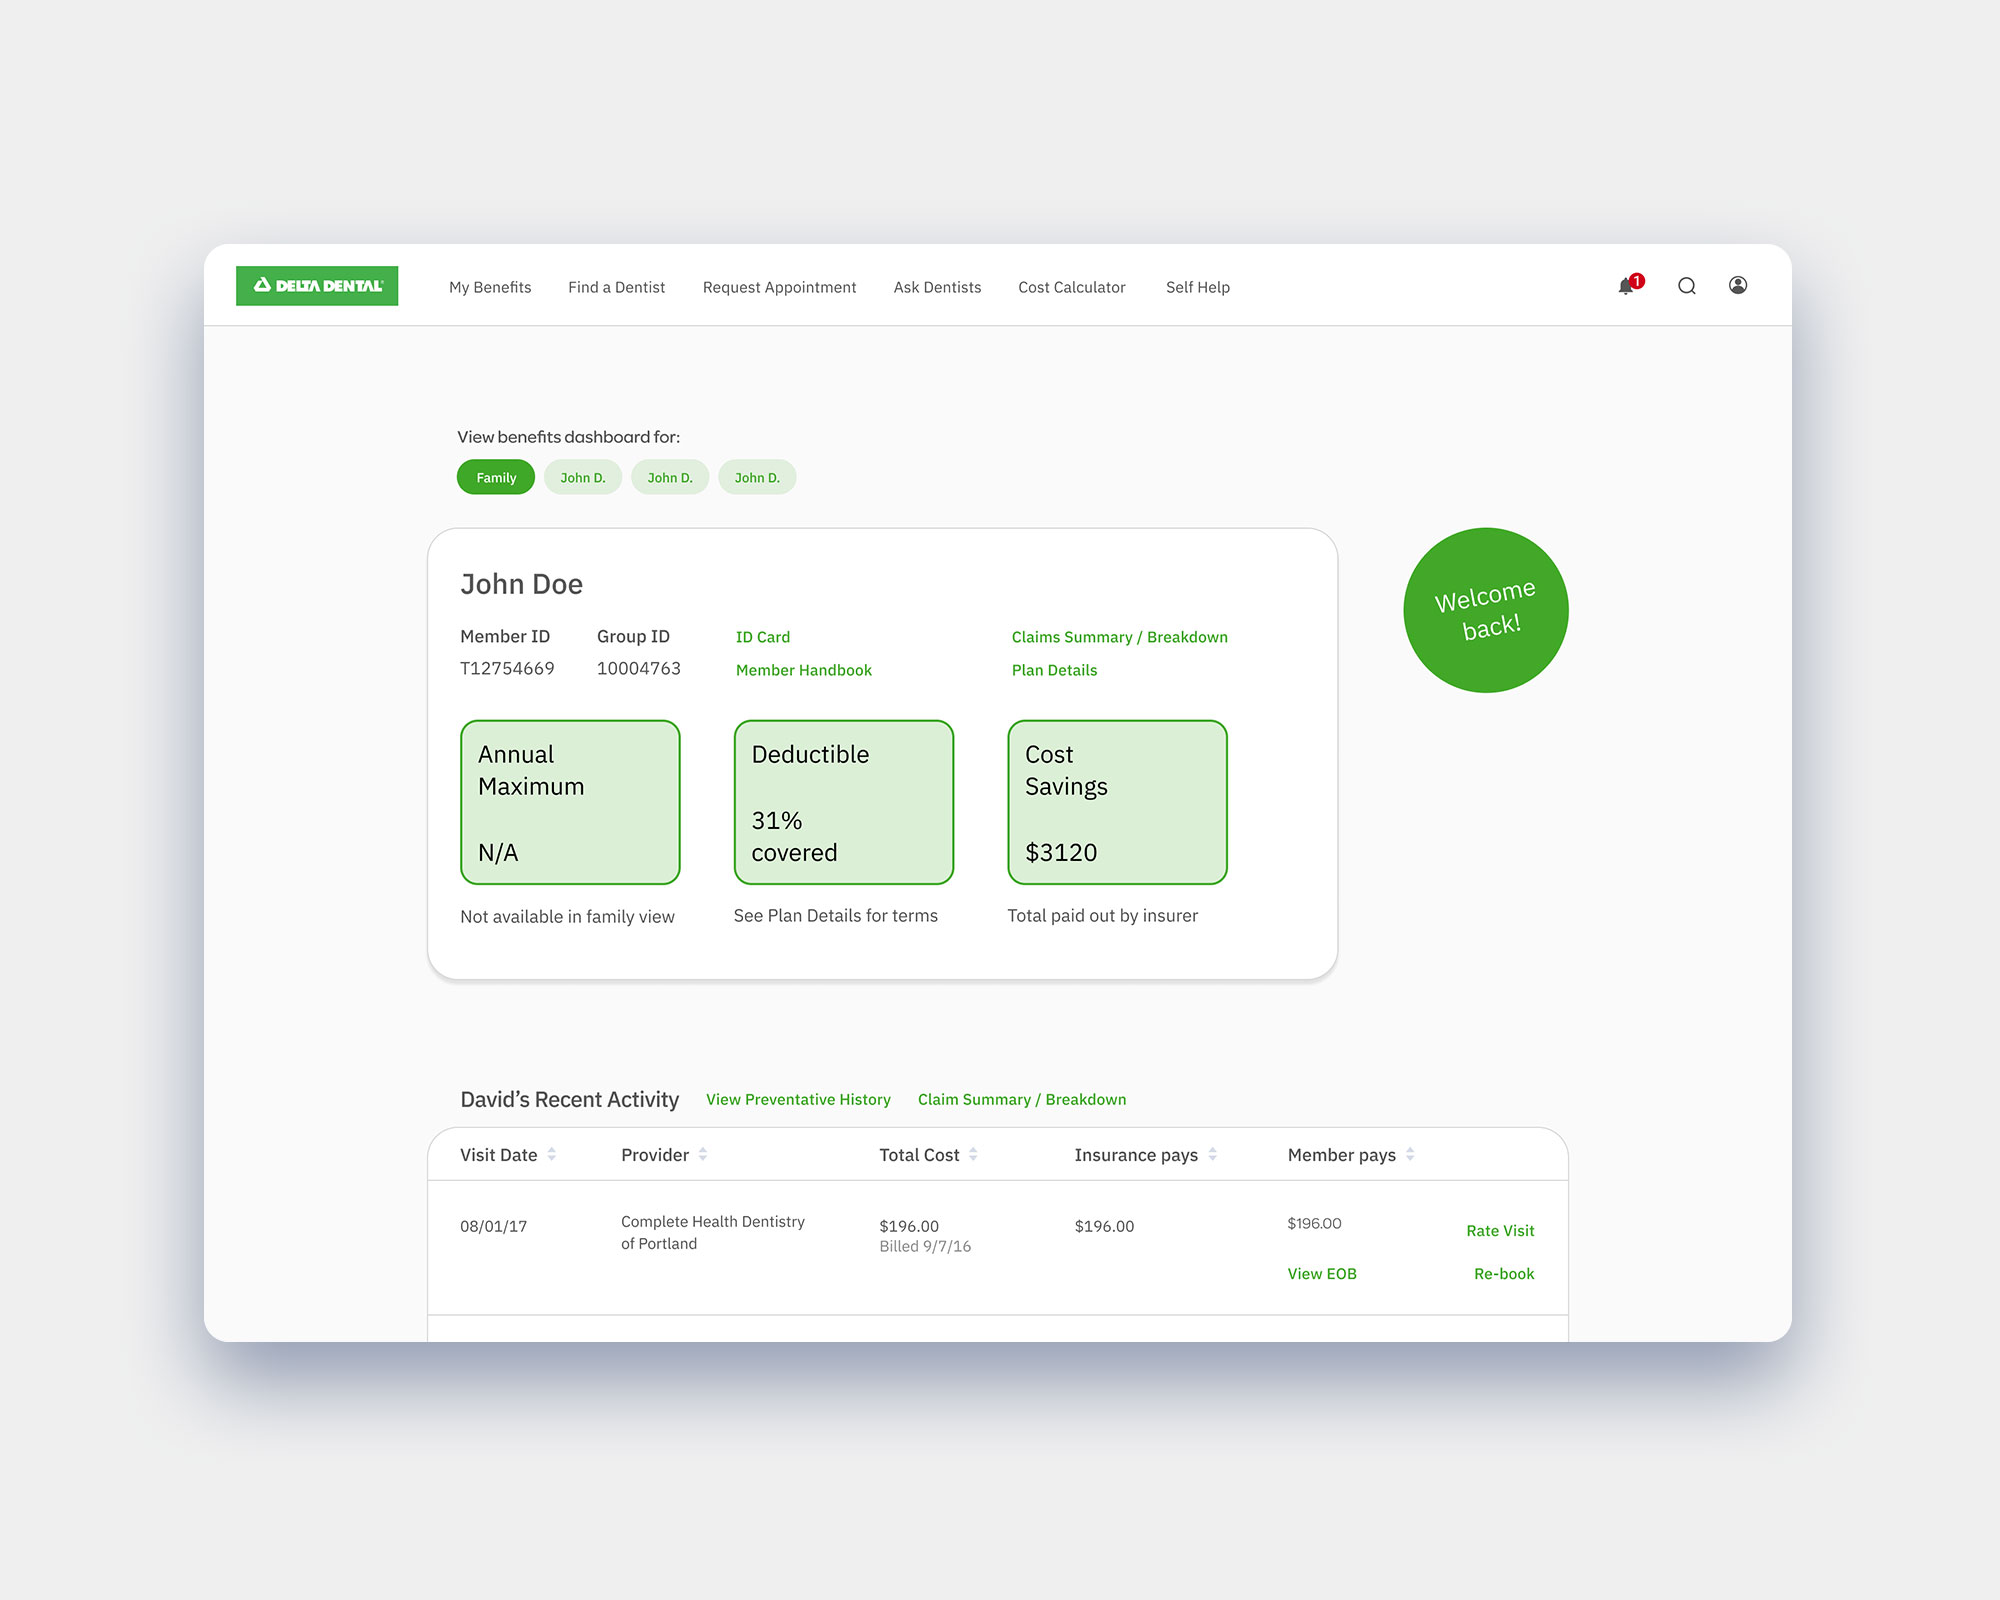 DELTA DENTAL
My Benefits
Find a Dentist
Request Appointment
Ask Dentists
Cost Calculator
Self Help
1
View benefits dashboard for:
Family
John D.
John D.
John D.
John Doe
Member ID
Group ID
ID Card
Claims Summary / Breakdown
T12754669
10004763
Member Handbook
Plan Details
Welcome
back!
Annual
Maximum
N/A
Not available in family view
Deductible
31%
covered
See Plan Details for terms
Cost
Savings
$3120
Total paid out by insurer
David’s Recent Activity
View Preventative History
Claim Summary / Breakdown
Visit Date
Provider
Total Cost
Insurance pays
Member pays
08/01/17
Complete Health Dentistry
of Portland
$196.00
Billed 9/7/16
$196.00
$196.00
View EOB
Rate Visit
Re-book